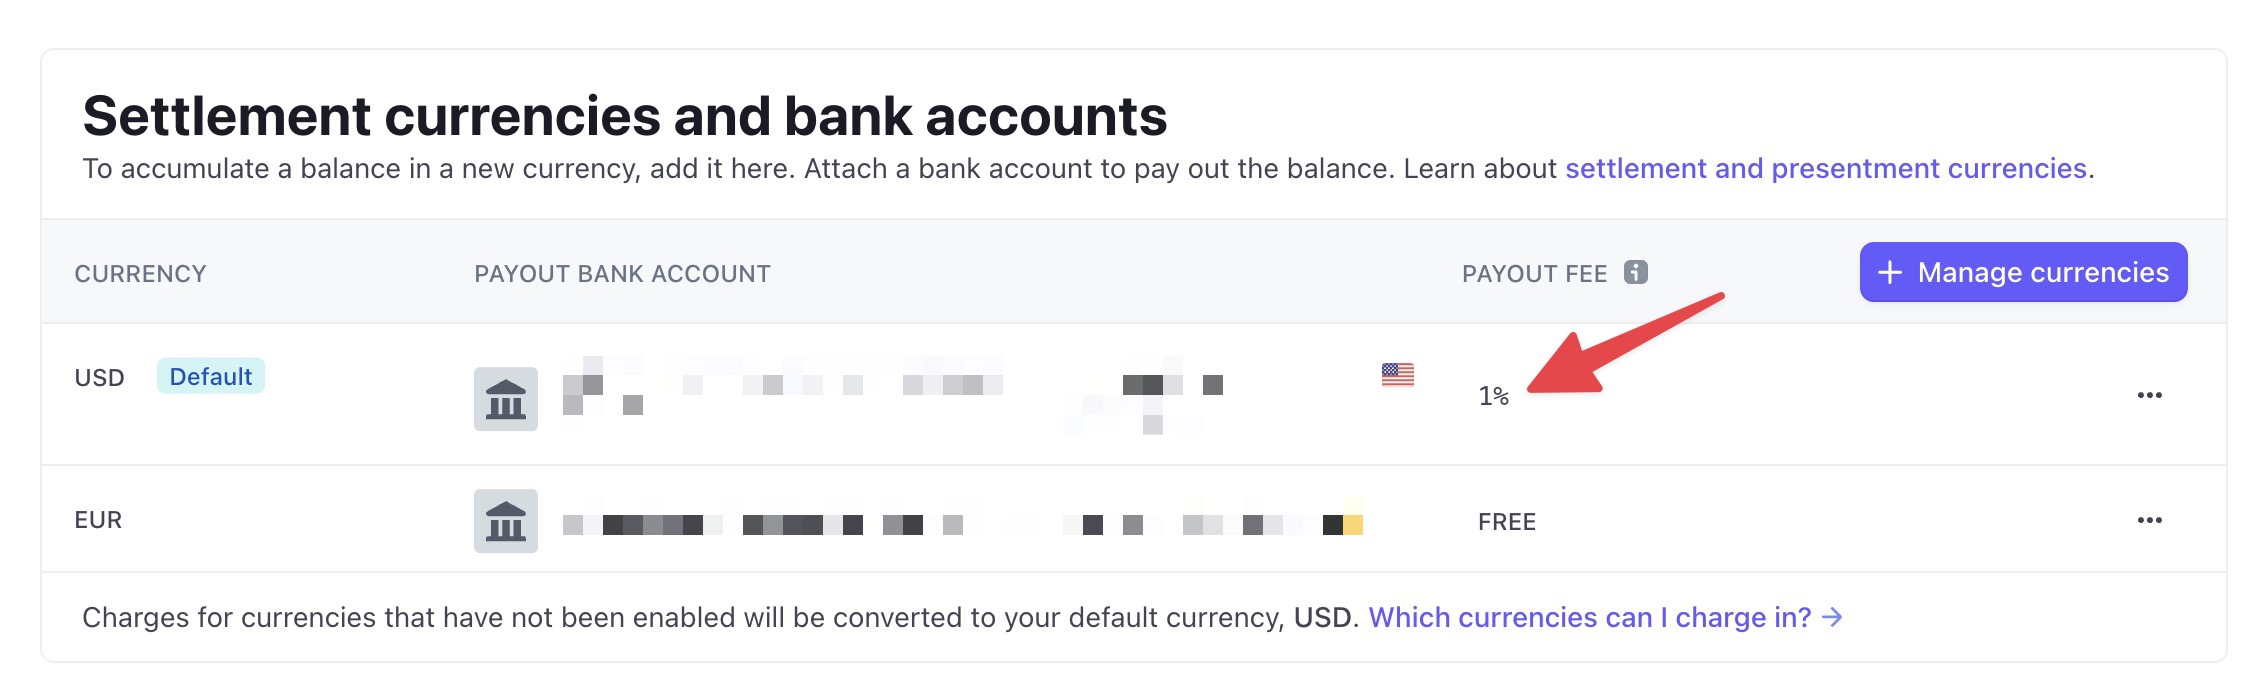 Settlement currencies and bank accounts
To accumulate a balance in a new currency, add it here. Attach a bank account to pay out the balance. Learn about settlement and presentment currencies.
CURRENCY PAYOUT BANK ACCOUNT PAYOUT FEE + Manage currencies
USD Default 1% •••
EUR FREE •••
Charges for currencies that have not been enabled will be converted to your default currency, USD. Which currencies can I charge in? →